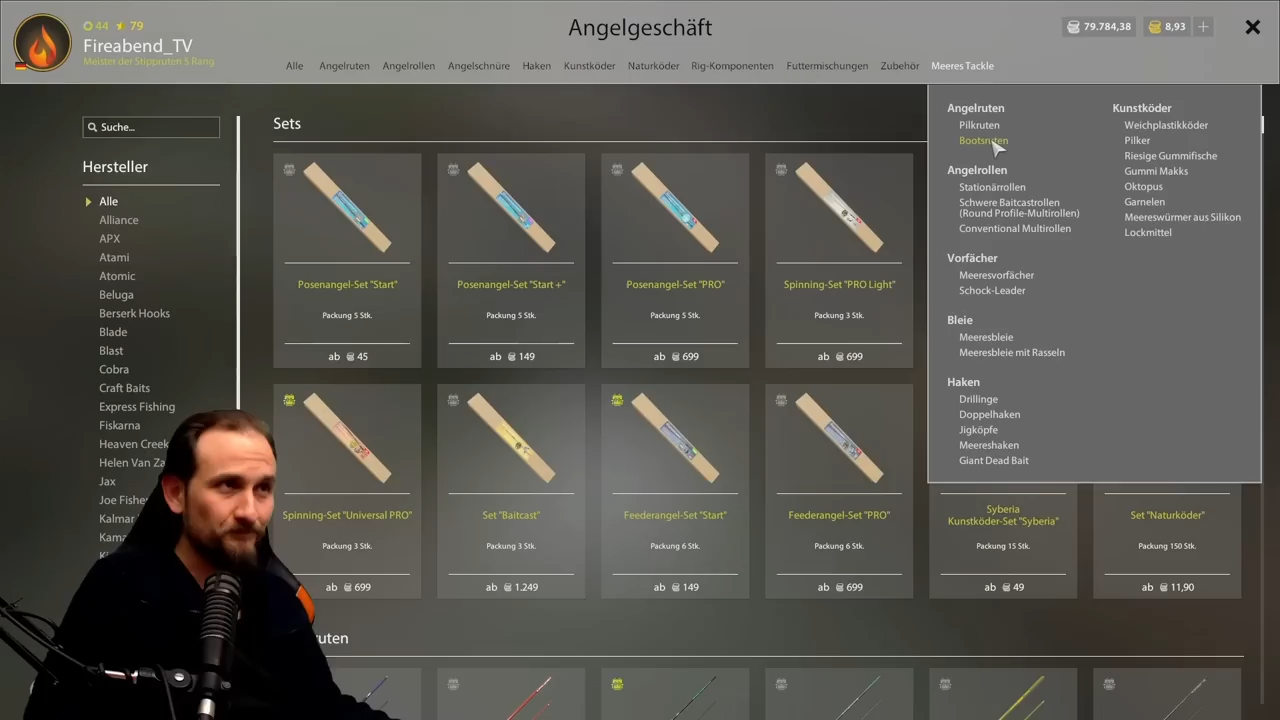 44 79
Fireabend_TV
Meister der Stippruten 5 Rang
Angelgeschäft
79.784,38
8,93
Alle Angelruten Angelrollen Angelschnüre Haken Kunstköder Naturköder Rig-Komponenten Futtermischungen Zubehör Meeres Tackle
Suche...
Hersteller
Alle
Alliance
APX
Atami
Atomic
Beluga
Berserk Hooks
Blade
Blast
Cobra
Craft Baits
Express Fishing
Fiskarna
Heaven Creek
Helen Van Za
Jax
Joe Fisher
Kalmar
Kama
Sets
Posenangel-Set "Start"
Packung 5 Stk.
ab 45
Posenangel-Set "Start +"
Packung 5 Stk.
ab 149
Posenangel-Set "PRO"
Packung 5 Stk.
ab 699
Spinning-Set "PRO Light"
Packung 3 Stk.
ab 699
Spinning-Set "Universal PRO"
Packung 3 Stk.
ab 699
Set "Baitcast"
Packung 3 Stk.
ab 1.249
Feederangel-Set "Start"
Packung 6 Stk.
ab 149
Feederangel-Set "PRO"
Packung 6 Stk.
ab 699
Syberia
Kunstköder-Set "Syberia"
Packung 15 Stk.
ab 49
Set "Naturköder"
Packung 150 Stk.
ab 11,90
ruten
Angelruten
Pilkruten
Bootsruten
Angelrollen
Stationärrollen
Schwere Baitcastrollen
(Round Profile-Multirollen)
Conventional Multirollen
Vorfächer
Meeresvorfächer
Schock-Leader
Bleie
Meeresbleie
Meeresbleie mit Rasseln
Haken
Drillinge
Doppelhaken
Jigköpfe
Meereshaken
Giant Dead Bait
Kunstköder
Weichplastikköder
Pilker
Riesige Gummifische
Gummi Makks
Oktopus
Garnelen
Meereswürmer aus Silikon
Lockmittel